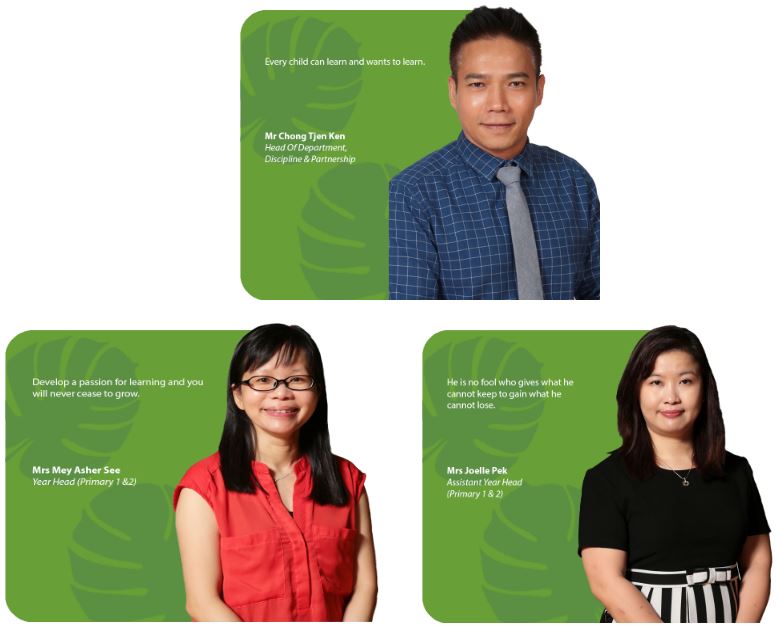 Every child can learn and wants to learn.
Mr Chong Tjen Ken
Head Of Department,
Discipline & Partnership
Develop a passion for learning and you
will never cease to grow.
Mrs Mey Asher See
Year Head (Primary 1 &2)
He is no fool who gives what he
cannot keep to gain what he
cannot lose.
Mrs Joelle Pek
Assistant Year Head
(Primary 1 & 2)